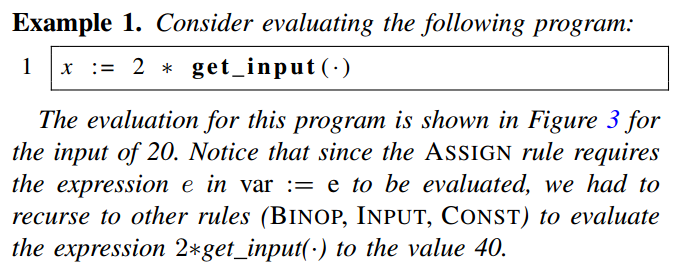 Example 1. Consider evaluating the following program:
1 x := 2 * get_input(·)
The evaluation for this program is shown in Figure 3 for
the input of 20. Notice that since the ASSIGN rule requires
the expression e in var := e to be evaluated, we had to
recurse to other rules (BINOP, INPUT, CONST) to evaluate
the expression 2*get_input(·) to the value 40.